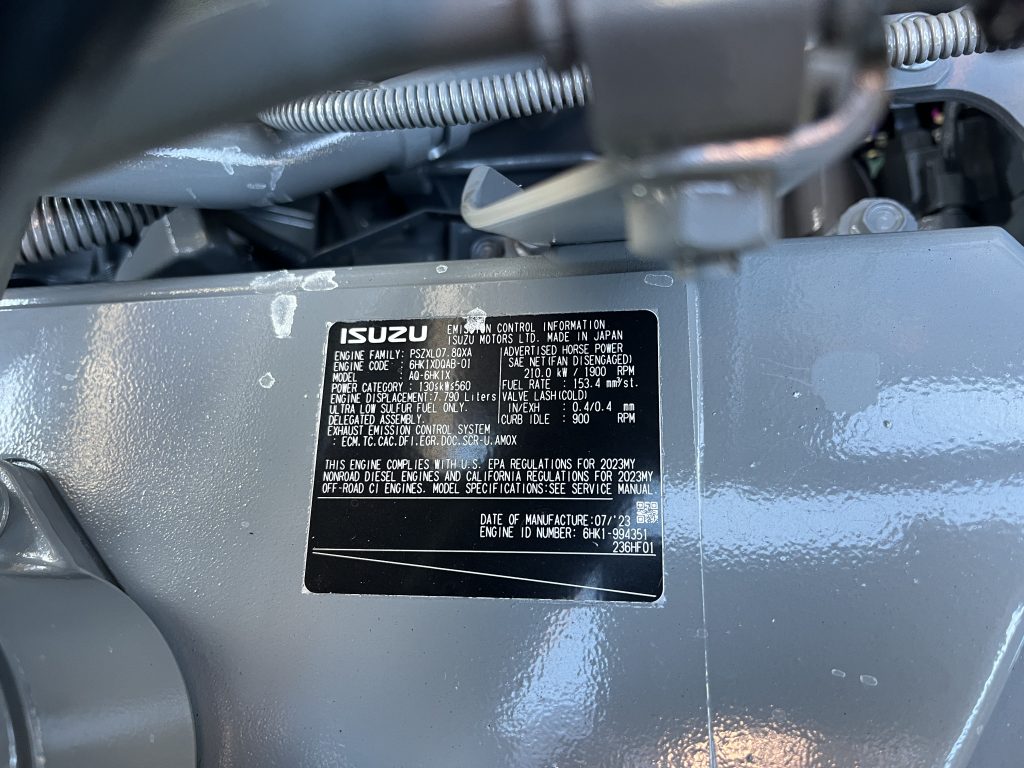 ISUZU
EMISSION CONTROL INFORMATION
ISUZU MOTORS LTD. MADE IN JAPAN
ENGINE FAMILY: PSZXL07.8QXA
ENGINE CODE : 6HK1XDQAB-01
MODEL : AQ-6HK1X
POWER CATEGORY : 130≤kW≤560
ENGINE DISPLACEMENT:7.790 Liters
ULTRA LOW SULFUR FUEL ONLY.
DELEGATED ASSEMBLY.
EXHAUST EMISSION CONTROL SYSTEM
: ECM.TC.CAC.DFI.EGR.DOC.SCR-U.AMOX
ADVERTISED HORSE POWER
SAE NET(FAN DISENGAGED)
210.0 kW / 1900 RPM
FUEL RATE : 153.4 mm³/st.
VALVE LASH(COLD)
IN/EXH : 0.4/0.4 mm
CURB IDLE : 900 RPM
THIS ENGINE COMPLIES WITH U.S. EPA REGULATIONS FOR 2023MY
NONROAD DIESEL ENGINES AND CALIFORNIA REGULATIONS FOR 2023MY
OFF-ROAD CI ENGINES. MODEL SPECIFICATIONS:SEE SERVICE MANUAL.
DATE OF MANUFACTURE:07/'23
ENGINE ID NUMBER: 6HK1-994351
236HF01